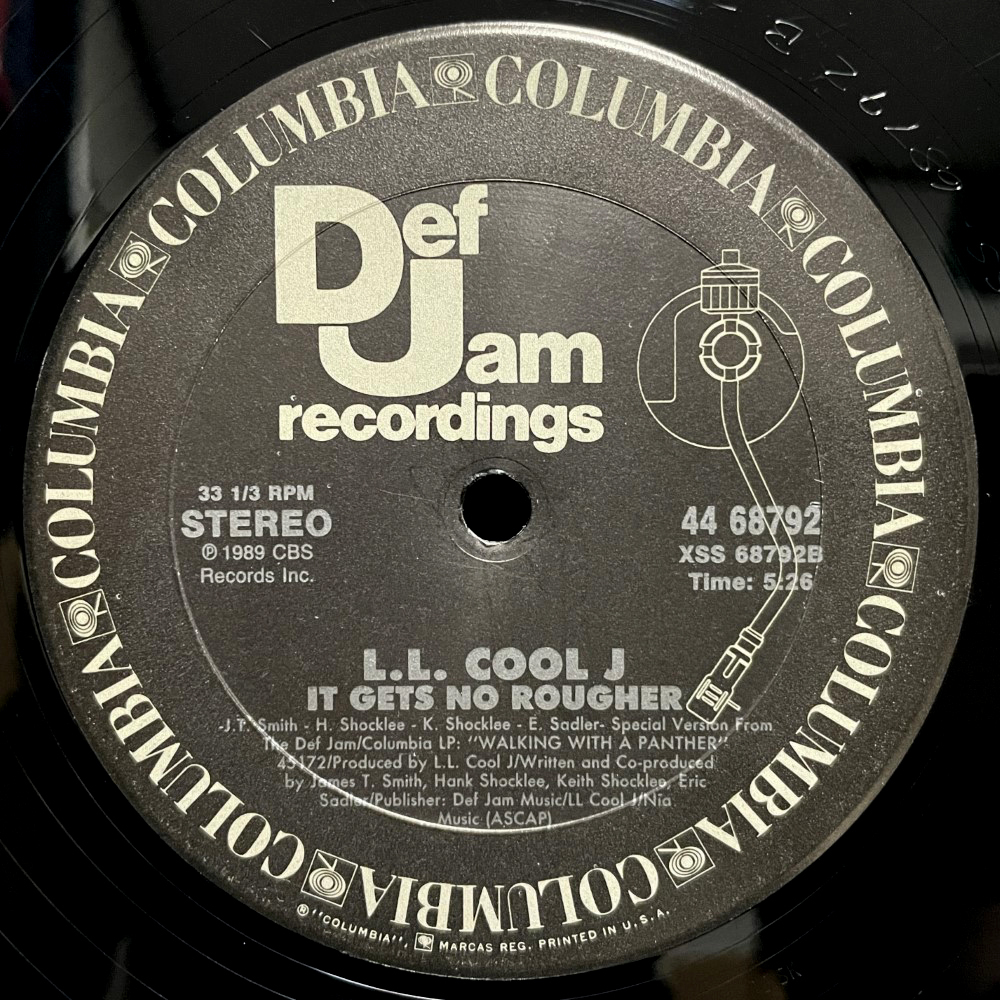 COLUMBIA COLUMBIA COLUMBIA COLUMBIA COLUMBIA COLUMBIA COLUMBIA COLUMBIA COLUMBIA
Def
Jam
recordings
33 1/3 RPM
STEREO
℗ 1989 CBS
Records Inc.
44 68792
XSS 68792B
Time: 5:26
L.L. COOL J
IT GETS NO ROUGHER
-J.T. Smith - H. Shocklee - K. Shocklee - E. Sadler- Special Version From
The Def Jam/Columbia LP: "WALKING WITH A PANTHER"
45172/Produced by L.L. Cool J/Written and Co-produced
by James T. Smith, Hank Shocklee, Keith Shocklee, Eric
Sadler/Publisher: Def Jam Music/LL Cool J/Nia
Music (ASCAP)
®"COLUMBIA", MARCAS REG. PRINTED IN U.S.A.